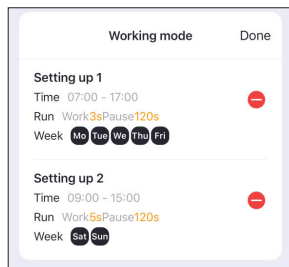 Working mode Done
Setting up 1
Time 07:00 - 17:00
Run Work3sPause120s
Week Mo Tue We Thu Fri
Setting up 2
Time 09:00 - 15:00
Run Work5sPause120s
Week Sat Sun